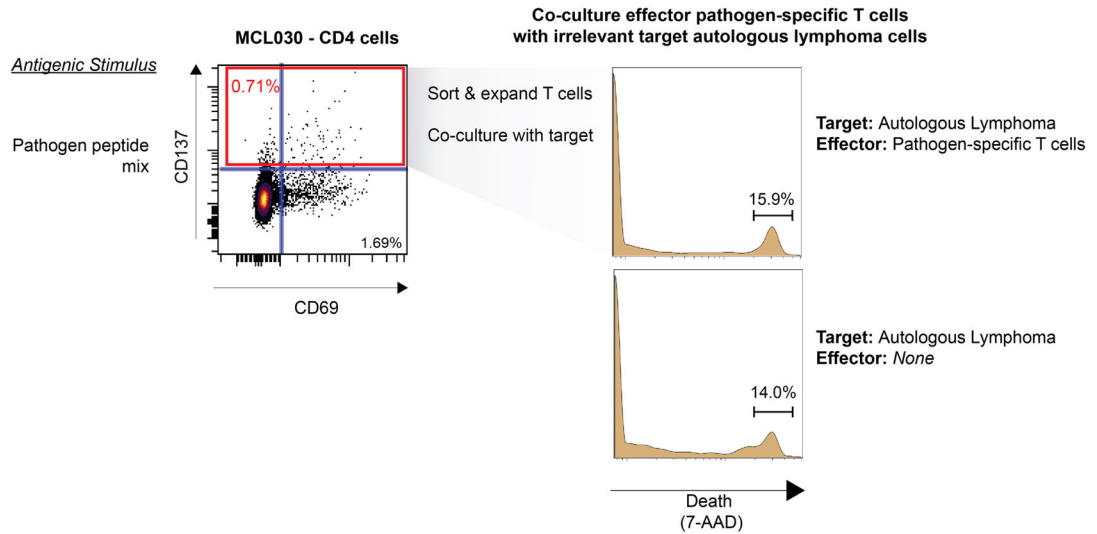 Co-culture effector pathogen-specific T cells
with irrelevant target autologous lymphoma cells
MCL030 - CD4 cells
Antigenic Stimulus
Pathogen peptide
mix
CD137
0.71%
1.69%
CD69
Sort & expand T cells
Co-culture with target
15.9%
Target: Autologous Lymphoma
Effector: Pathogen-specific T cells
14.0%
Target: Autologous Lymphoma
Effector: None
Death
(7-AAD)